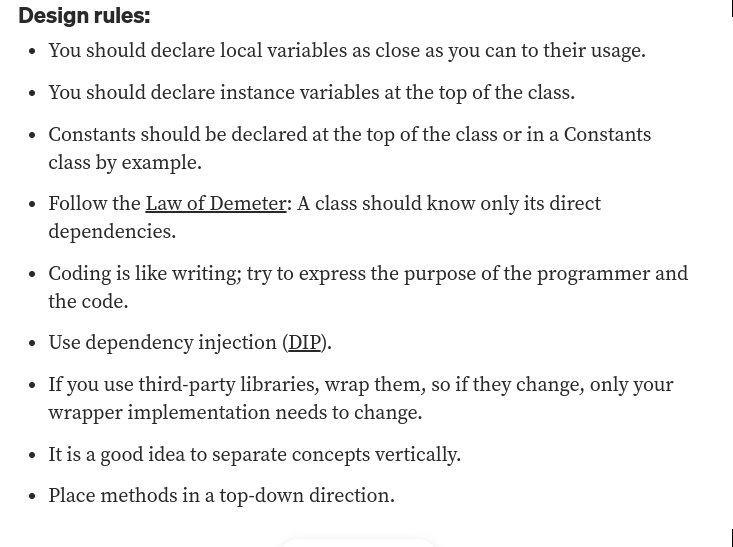 Design rules:
• You should declare local variables as close as you can to their usage.
• You should declare instance variables at the top of the class.
• Constants should be declared at the top of the class or in a Constants
class by example.
• Follow the Law of Demeter: A class should know only its direct
dependencies.
• Coding is like writing; try to express the purpose of the programmer and
the code.
• Use dependency injection (DIP).
• If you use third-party libraries, wrap them, so if they change, only your
wrapper implementation needs to change.
• It is a good idea to separate concepts vertically.
• Place methods in a top-down direction.